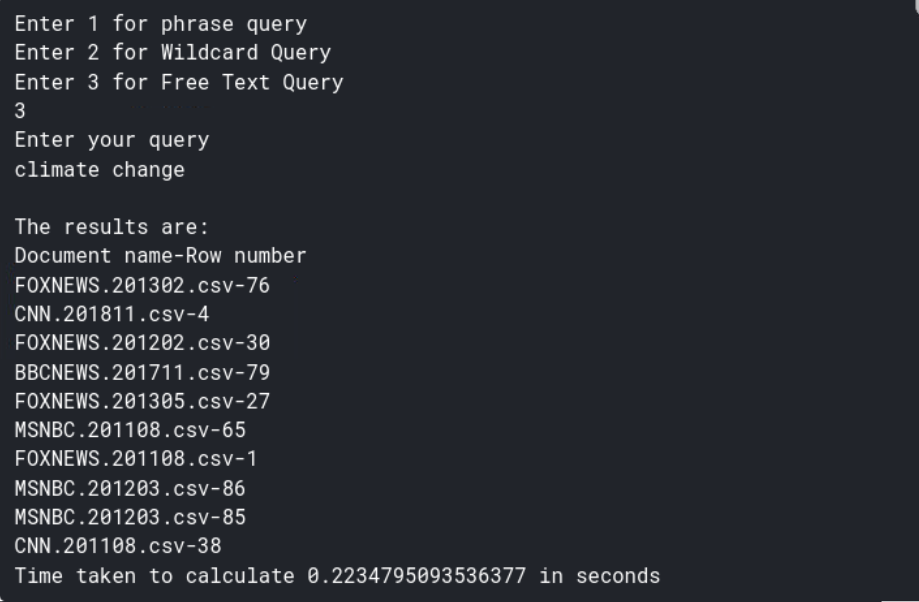 Enter 1 for phrase query
Enter 2 for Wildcard Query
Enter 3 for Free Text Query
3
Enter your query
climate change
The results are:
Document name-Row number
FOXNEWS.201302.csv-76
CNN.201811.csv-4
FOXNEWS.201202.csv-30
BBCNEWS.201711.csv-79
FOXNEWS.201305.csv-27
MSNBC.201108.csv-65
FOXNEWS.201108.csv-1
MSNBC.201203.csv-86
MSNBC.201203.csv-85
CNN.201108.csv-38
Time taken to calculate 0.2234795093536377 in seconds